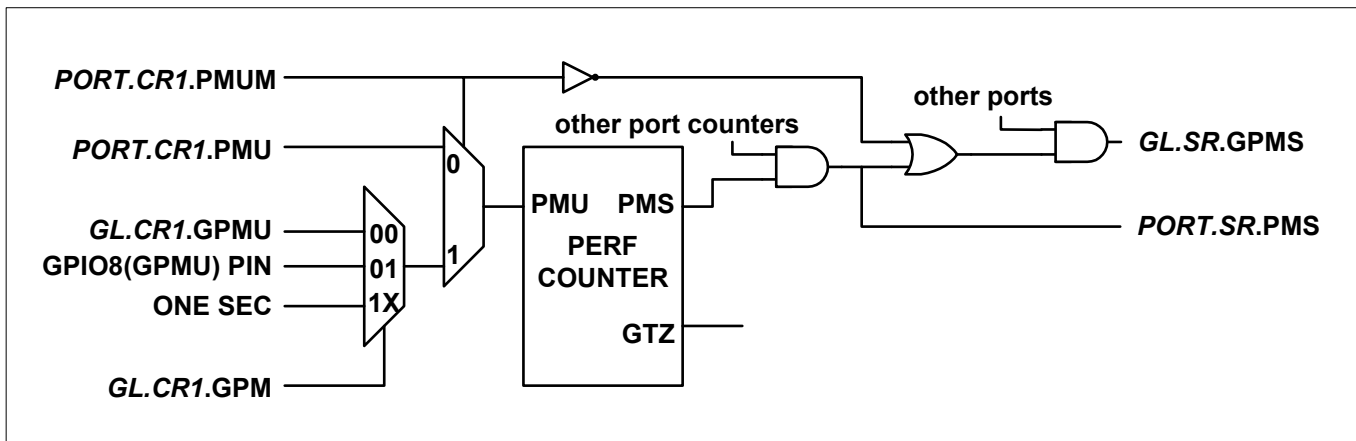 PORT.CR1.PMUM
other ports
other port counters
PORT.CR1.PMU
0
GL.SR.GPMS
PMU
PMS
GL.CR1.GPMU
00
PORT.SR.PMS
PERF
COUNTER
GPIO8(GPMU) PIN
01
1
ONE SEC
1X
GTZ
GL.CR1.GPM